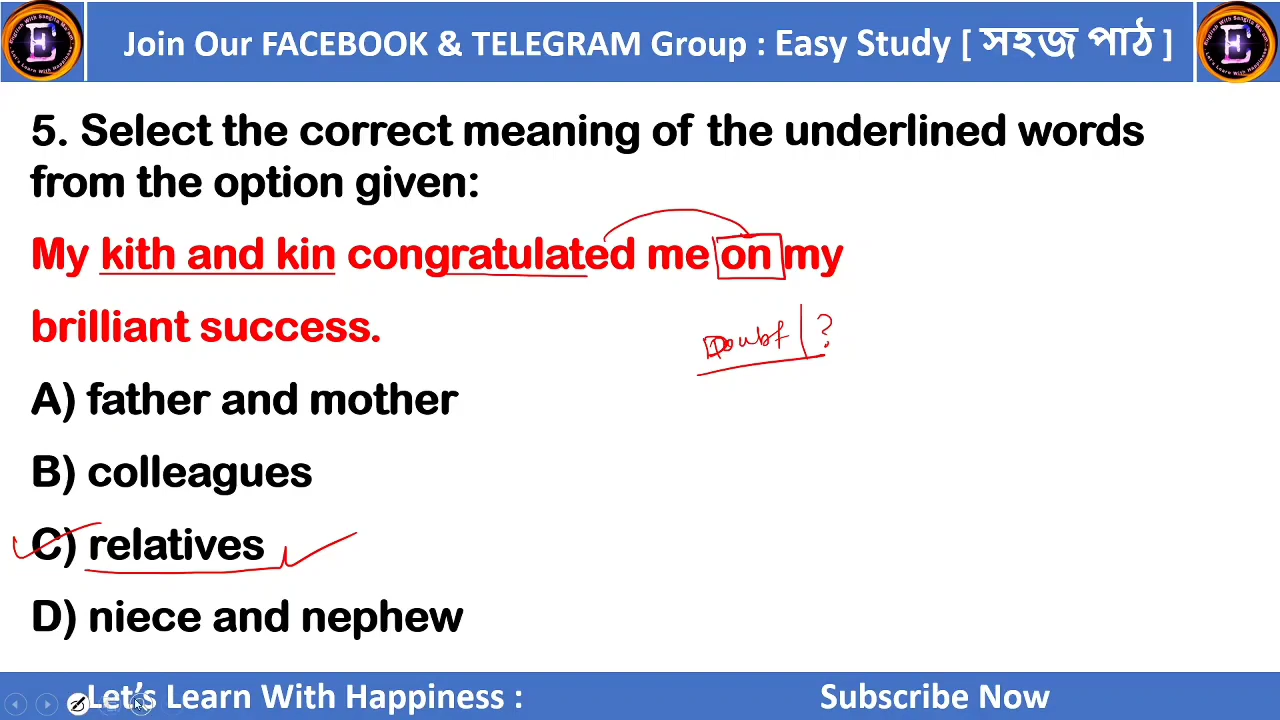 Join Our FACEBOOK & TELEGRAM Group : Easy Study [ সহজ পাঠ ]
5. Select the correct meaning of the underlined words
from the option given:
My kith and kin congratulated me on my
brilliant success.
Doubt | ?
A) father and mother
B) colleagues
C) relatives
D) niece and nephew
Let's Learn With Happiness :
Subscribe Now